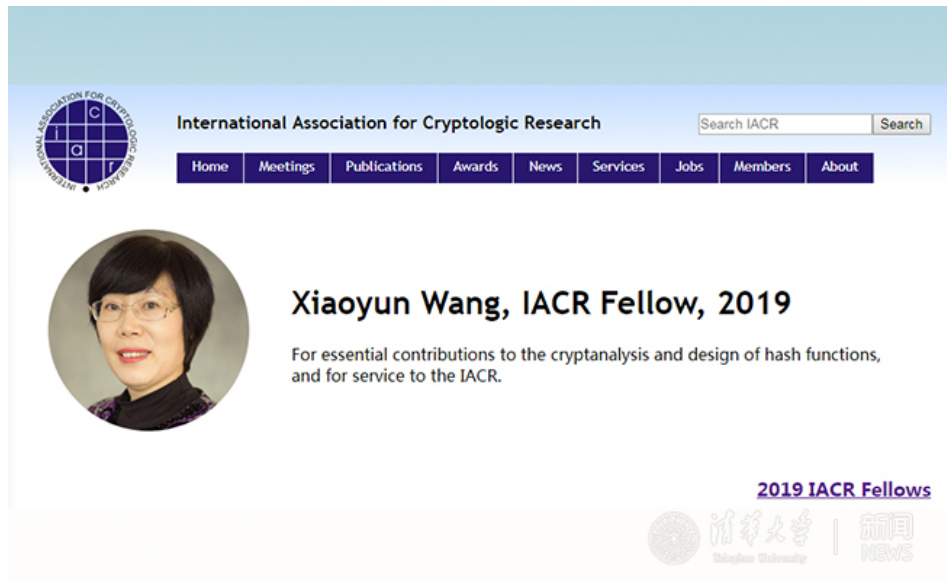 INTERNATIONAL ASSOCIATION FOR CRYPTOLOGIC RESEARCH
i a c r
International Association for Cryptologic Research
Search IACR Search
Home Meetings Publications Awards News Services Jobs Members About
Xiaoyun Wang, IACR Fellow, 2019
For essential contributions to the cryptanalysis and design of hash functions,
and for service to the IACR.
2019 IACR Fellows
清华大学 新闻
Tsinghua University NEWS